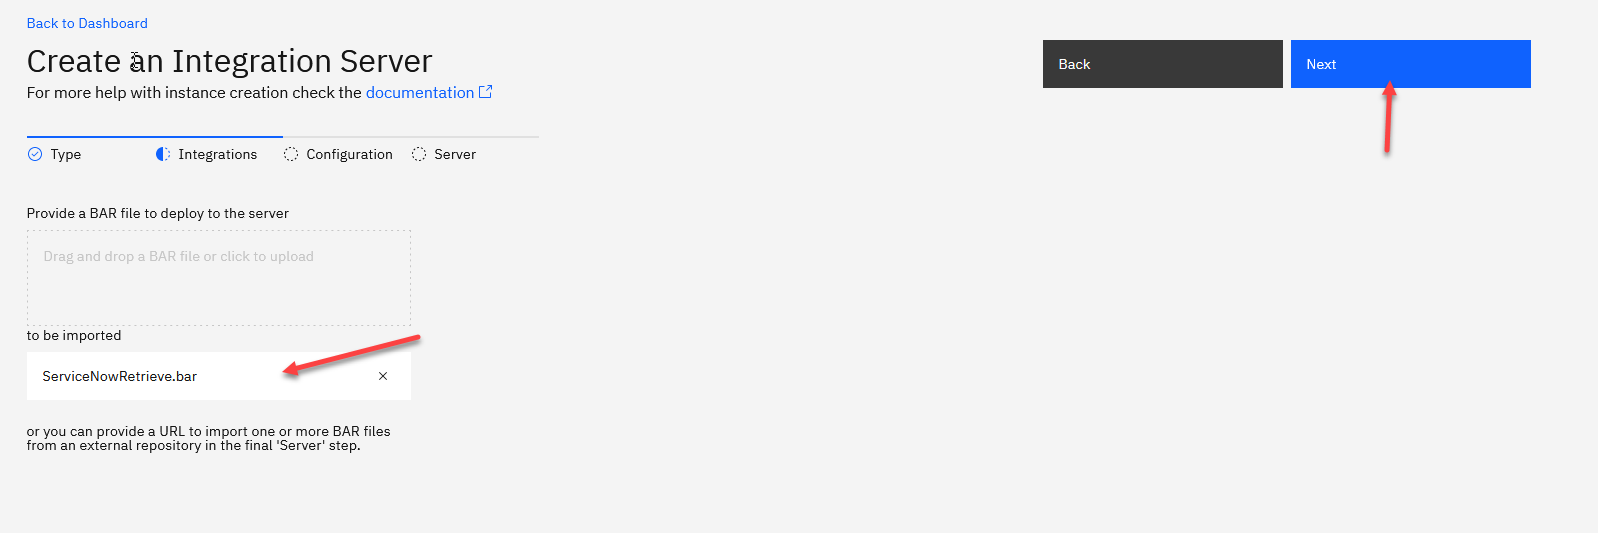 Back to Dashboard
Create an Integration Server
For more help with instance creation check the documentation
Back
Next
Type
Integrations
Configuration
Server
Provide a BAR file to deploy to the server
Drag and drop a BAR file or click to upload
to be imported
ServiceNowRetrieve.bar
or you can provide a URL to import one or more BAR files
from an external repository in the final 'Server' step.